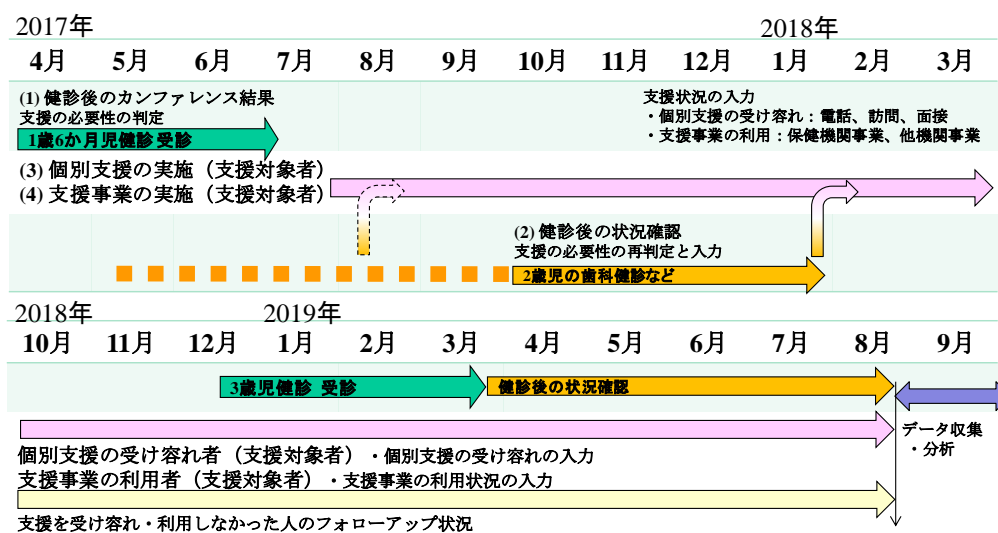 2017年
2018年
4月 5月 6月 7月 8月 9月 10月 11月 12月 1月 2月 3月
(1) 健診後のカンファレンス結果
支援の必要性の判定
1歳6か月児健診 受診
支援状況の入力
・個別支援の受け容れ：電話、訪問、面接
・支援事業の利用：保健機関事業、他機関事業
(3) 個別支援の実施（支援対象者）
(4) 支援事業の実施（支援対象者）
(2) 健診後の状況確認
支援の必要性の再判定と入力
2歳児の歯科健診など
2018年
2019年
10月 11月 12月 1月 2月 3月 4月 5月 6月 7月 8月 9月
3歳児健診 受診
健診後の状況確認
データ収集
・分析
個別支援の受け容れ者（支援対象者）・個別支援の受け容れの入力
支援事業の利用者（支援対象者）・支援事業の利用状況の入力
支援を受け容れ・利用しなかった人のフォローアップ状況